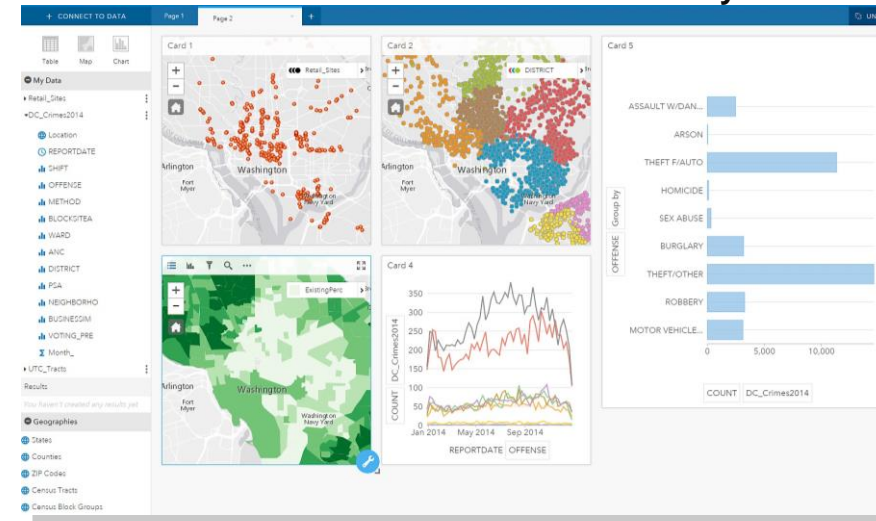 + CONNECT TO DATA
Page 1
Page 2
+
UN
Table
Map
Chart
My Data
Retail_Sites
DC_Crimes2014
Location
REPORTDATE
SHIFT
OFFENSE
METHOD
BLOCKSITEA
WARD
ANC
DISTRICT
PSA
NEIGHBORHO
BUSINESSIM
VOTING_PRE
Σ Month_
UTC_Tracts
Results
You haven't created any results yet
Geographies
States
Counties
ZIP Codes
Census Tracts
Census Block Groups
Card 1
+
Retail_Sites
−
Arlington
Washington
Fort
Myer
Washington
Navy Yard
Card 2
+
DISTRICT
−
Arlington
Washington
Fort
Myer
Washington
Navy Yard
+
ExistingPerc
−
Arlington
Washington
Fort
Myer
Washington
Navy Yard
Card 4
350
300
250
200
150
100
50
0
COUNT
DC_Crimes2014
Jan 2014
May 2014
Sep 2014
REPORTDATE
OFFENSE
Card 5
ASSAULT W/DAN...
ARSON
THEFT F/AUTO
HOMICIDE
SEX ABUSE
BURGLARY
THEFT/OTHER
ROBBERY
MOTOR VEHICLE...
OFFENSE
Group by
0
5,000
10,000
COUNT
DC_Crimes2014